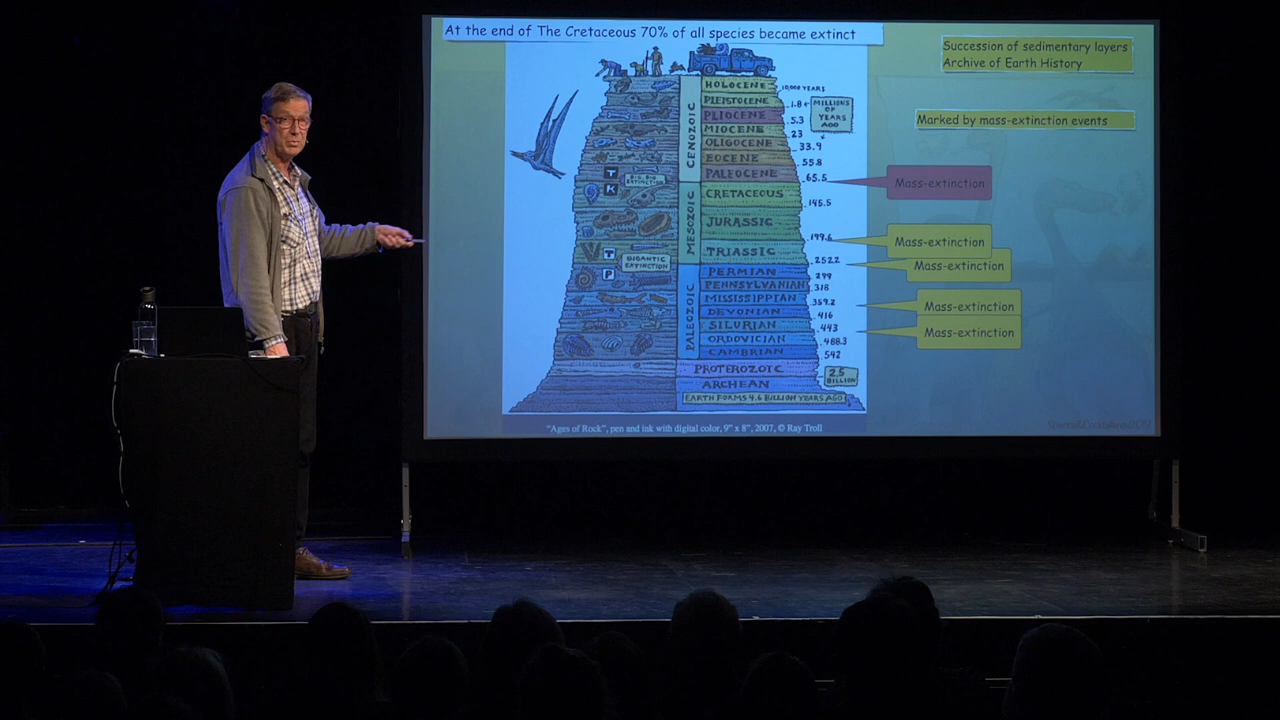 At the end of The Cretaceous 70% of all species became extinct
Succession of sedimentary layers
Archive of Earth History
Marked by mass-extinction events
HOLOCENE
10,000 YEARS
PLEISTOCENE
1.8
MILLIONS
OF
YEARS
AGO
PLIOCENE
5.3
MIOCENE
23
OLIGOCENE
33.9
EOCENE
55.8
PALEOCENE
65.5
CENOZOIC
T
K
BIG
EXTINCTION
Mass-extinction
CRETACEOUS
145.5
JURASSIC
199.6
MESOZOIC
Mass-extinction
TRIASSIC
252.2
Mass-extinction
T
P
GIGANTIC
EXTINCTION
PERMIAN
299
PENNSYLVANIAN
318
MISSISSIPPIAN
359.2
Mass-extinction
DEVONIAN
416
SILURIAN
443
Mass-extinction
ORDOVICIAN
488.3
CAMBRIAN
542
PALEOZOIC
PROTEROZOIC
2.5
BILLION
ARCHEAN
EARTH FORMS 4.6 BILLION YEARS AGO
"Ages of Rock", pen and ink with digital color, 9" x 8", 2007, © Ray Troll